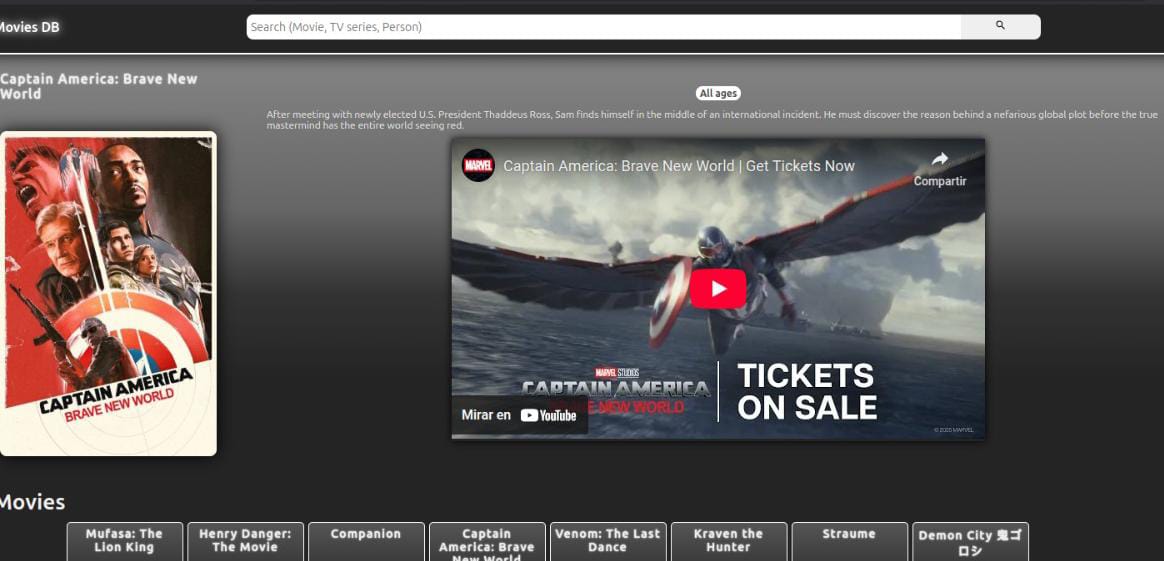 Movies DB
Search (Movie, TV series, Person)
Captain America: Brave New
World
All ages
After meeting with newly elected U.S. President Thaddeus Ross, Sam finds himself in the middle of an international incident. He must discover the reason behind a nefarious global plot before the true
mastermind has the entire world seeing red.
CAPTAIN AMERICA
BRAVE NEW WORLD
MARVEL
Captain America: Brave New World | Get Tickets Now
Compartir
MARVEL STUDIOS
CAPTAIN AMERICA
BRAVE NEW WORLD
TICKETS
ON SALE
Mirar en YouTube
© 2025 MARVEL
Movies
Mufasa: The
Lion King
Henry Danger:
The Movie
Companion
Captain
America: Brave
New World
Venom: The Last
Dance
Kraven the
Hunter
Straume
Demon City 鬼ゴ
ロシ